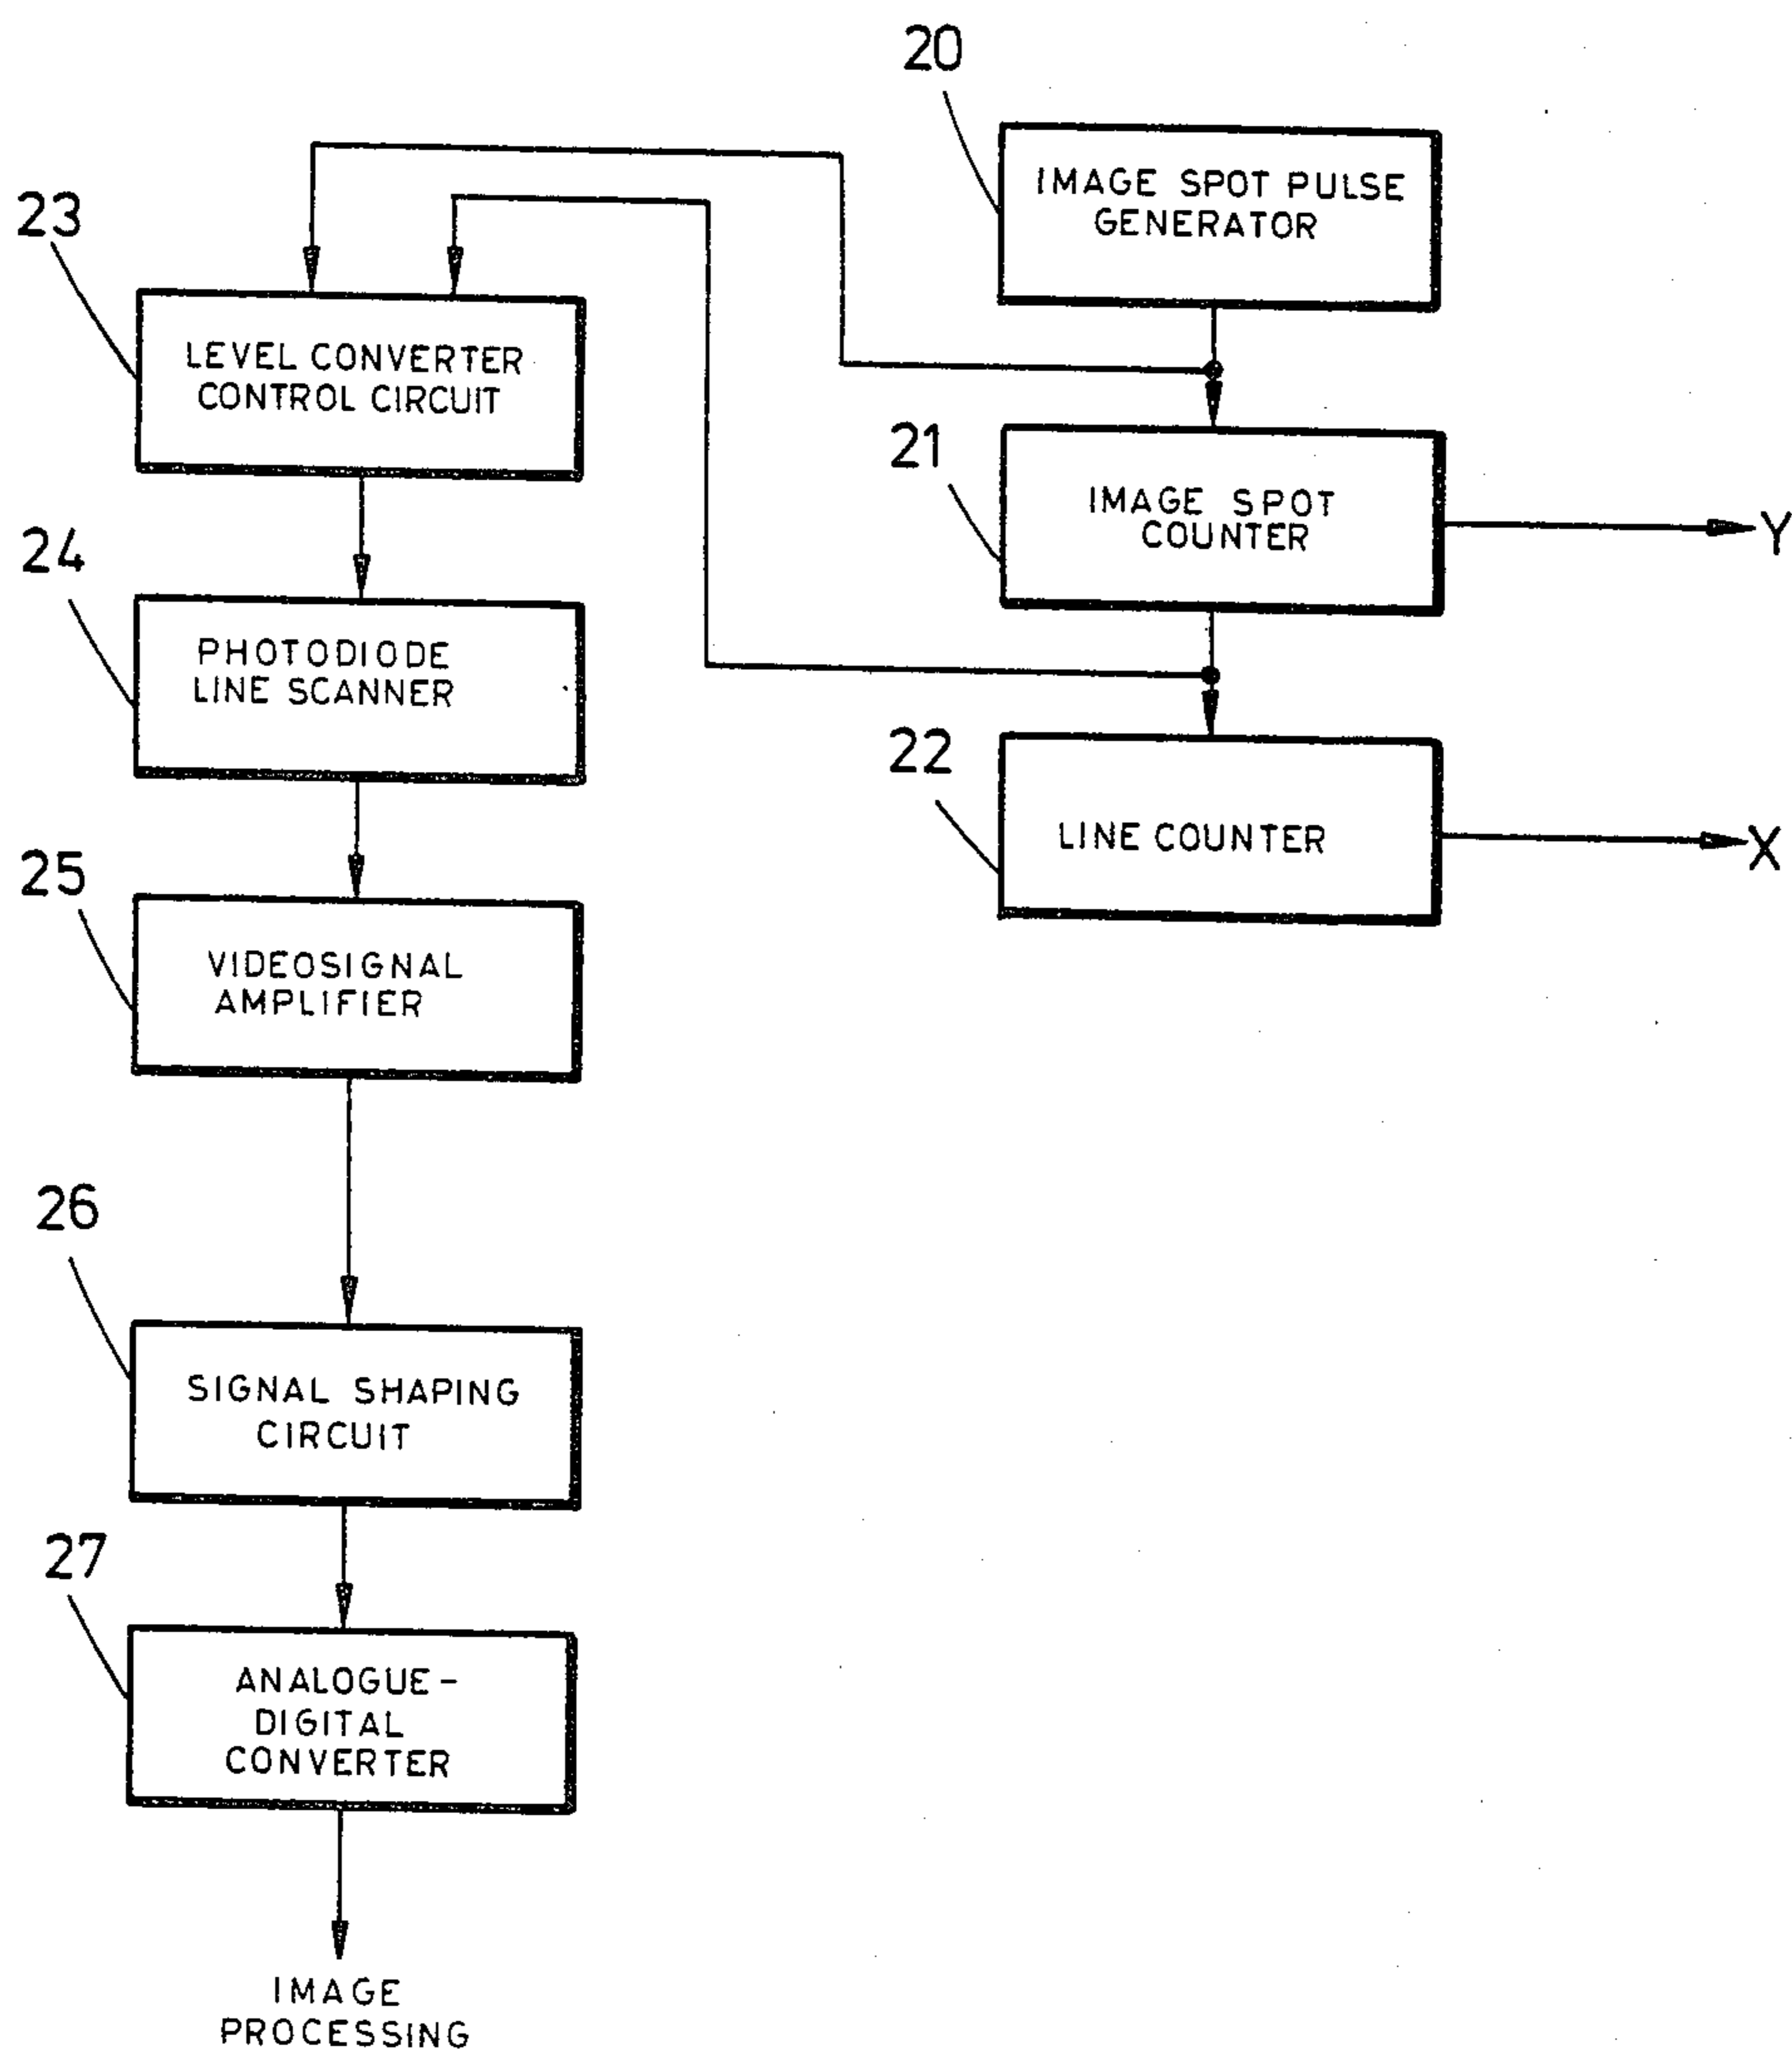 20
IMAGE SPOT PULSE
GENERATOR
23
LEVEL CONVERTER
CONTROL CIRCUIT
21
IMAGE SPOT
COUNTER
Y
24
PHOTODIODE
LINE SCANNER
22
LINE COUNTER
X
25
VIDEOSIGNAL
AMPLIFIER
26
SIGNAL SHAPING
CIRCUIT
27
ANALOGUE-
DIGITAL
CONVERTER
IMAGE
PROCESSING